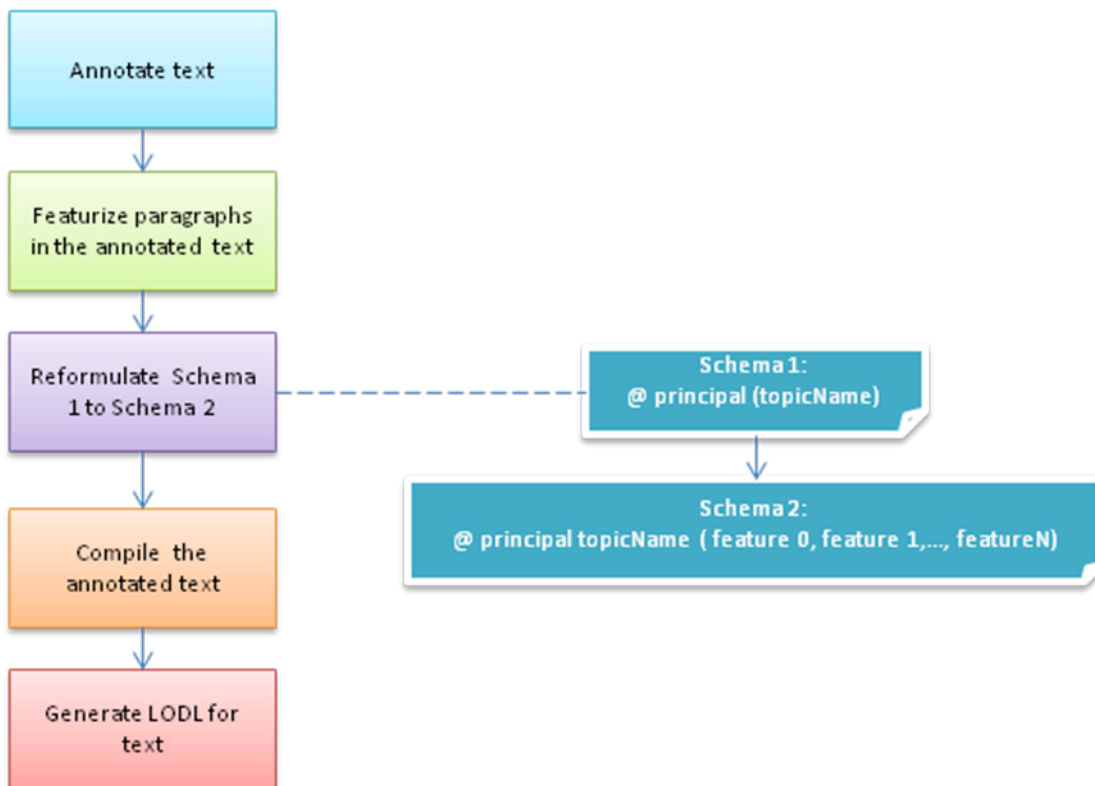 Annotate text
Featurize paragraphs
in the annotated text
Reformulate Schema
1 to Schema 2
Schema 1:
@ principal (topicName)
Schema 2:
@ principal topicName ( feature 0, feature 1,..., featureN)
Compile the
annotated text
Generate LODL for
text